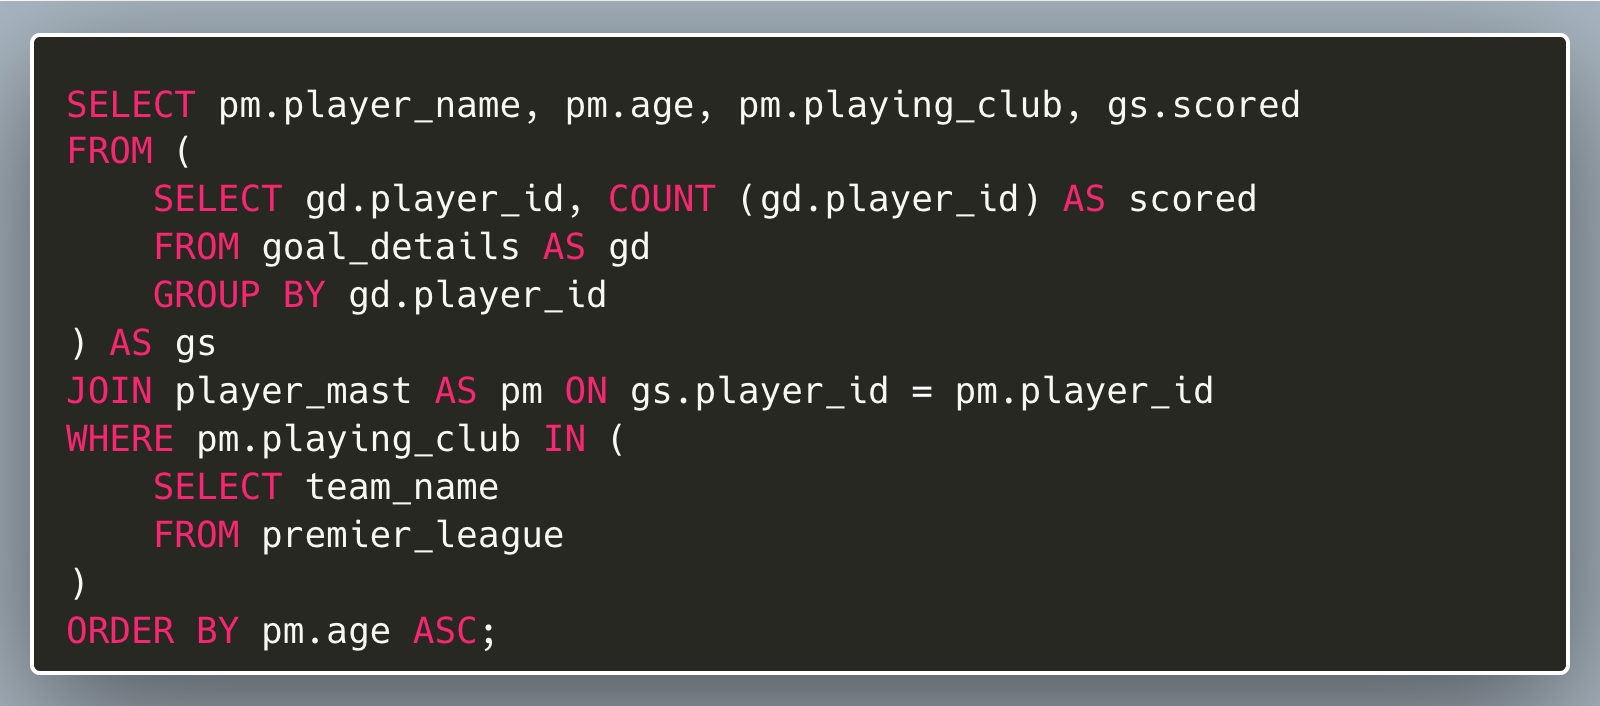 SELECT pm.player_name, pm.age, pm.playing_club, gs.scored
FROM (
    SELECT gd.player_id, COUNT (gd.player_id) AS scored
    FROM goal_details AS gd
    GROUP BY gd.player_id
) AS gs
JOIN player_mast AS pm ON gs.player_id = pm.player_id
WHERE pm.playing_club IN (
    SELECT team_name
    FROM premier_league
)
ORDER BY pm.age ASC;